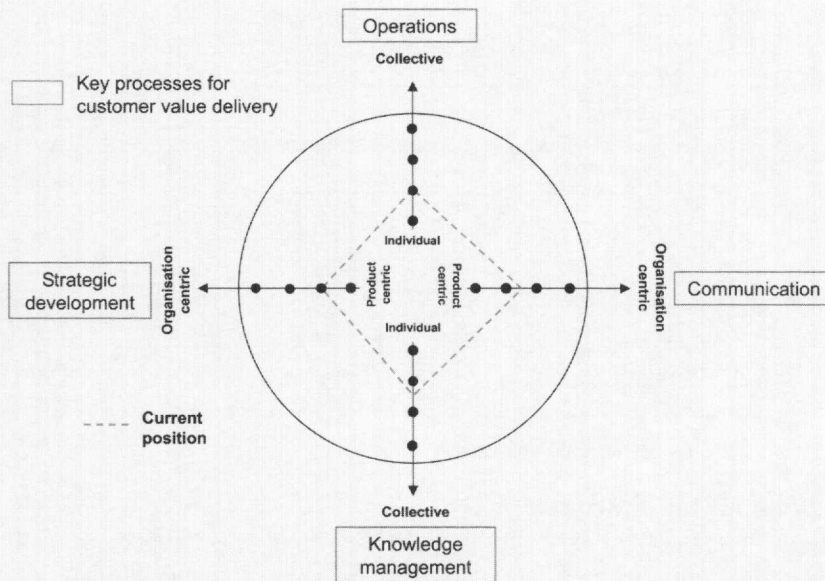 Operations
Collective
Key processes for
customer value delivery
Individual
Strategic
development
Organisation
centric
Product
centric
Product
centric
Organisation
centric
Communication
Individual
Current
position
Collective
Knowledge
management